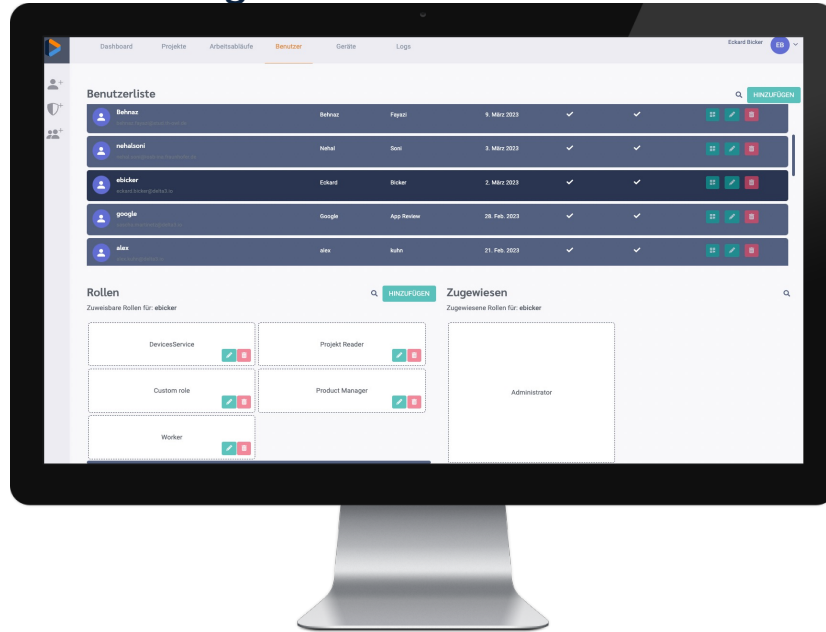 Dashboard Projekte Arbeitsabläufe Benutzer Geräte Logs Eckard Bicker EB
Benutzerliste HINZUFÜGEN
Behnaz Behnaz Fayazi 9. März 2023
nehalsoni Nehal Soni 3. März 2023
ebicker Eckard Bicker 2. März 2023
google Google App Review 28. Feb. 2023
alex alex kuhn 21. Feb. 2023
Rollen HINZUFÜGEN Zugewiesen
Zuweisbare Rollen für: ebicker Zugewiesene Rollen für: ebicker
DevicesService Projekt Reader
Custom role Product Manager Administrator
Worker